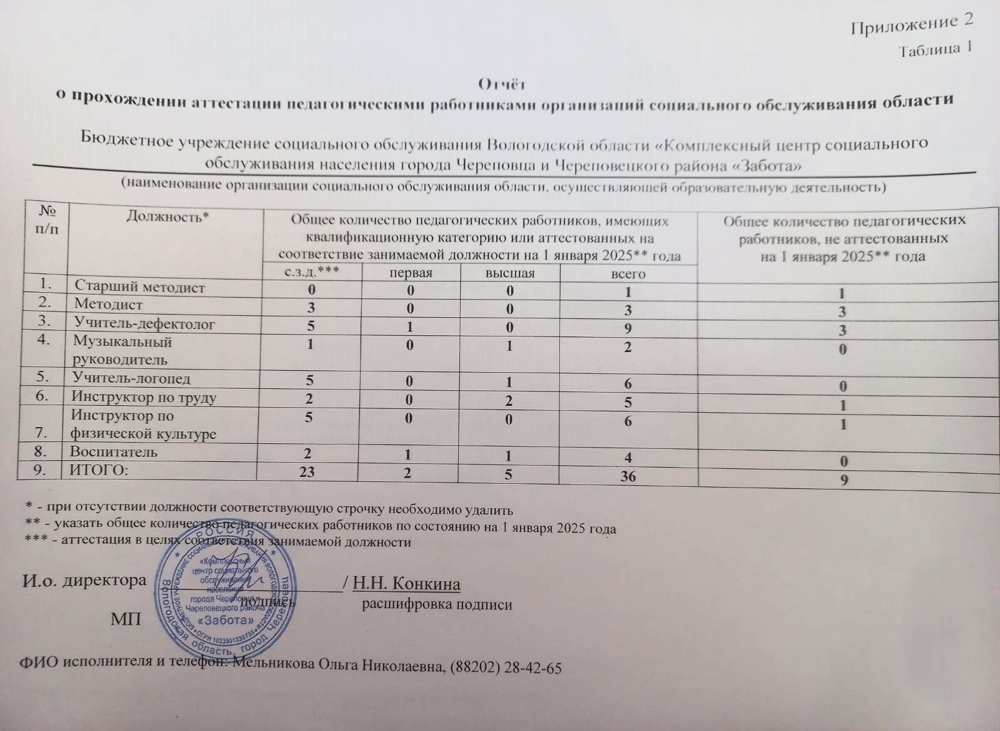 Приложение 2
Таблица 1
Отчёт
о прохождении аттестации педагогическими работниками организаций социального обслуживания области
Бюджетное учреждение социального обслуживания Вологодской области «Комплексный центр социального
обслуживания населения города Череповца и Череповецкого района «Забота»
(наименование организации социального обслуживания области, осуществляющей образовательную деятельность)
№ п/п Должность* Общее количество педагогических работников, имеющих квалификационную категорию или аттестованных на соответствие занимаемой должности на 1 января 2025** года Общее количество педагогических работников, не аттестованных на 1 января 2025** года
с.з.д.*** первая высшая всего
1. Старший методист 0 0 0 1 1
2. Методист 3 0 0 3 3
3. Учитель-дефектолог 5 1 0 9 3
4. Музыкальный руководитель 1 0 1 2 0
5. Учитель-логопед 5 0 1 6 0
6. Инструктор по труду 2 0 2 5 1
7. Инструктор по физической культуре 5 0 0 6 1
8. Воспитатель 2 1 1 4 0
9. ИТОГО: 23 2 5 36 9
* - при отсутствии должности соответствующую строчку необходимо удалить
** - указать общее количество педагогических работников по состоянию на 1 января 2025 года
*** - аттестация в целях соответствия занимаемой должности
И.о. директора / Н.Н. Конкина
подпись расшифровка подписи
МП
РОССИЯ
Вологодская область, город Череповец
БЮДЖЕТНОЕ УЧРЕЖДЕНИЕ СОЦИАЛЬНОГО ОБСЛУЖИВАНИЯ ВОЛОГОДСКОЙ ОБЛАСТИ
ОГРН 1023501238738
«Комплексный
центр социального
обслуживания
населения
города Череповца и
Череповецкого района
«Забота»
ФИО исполнителя и телефон: Мельникова Ольга Николаевна, (88202) 28-42-65